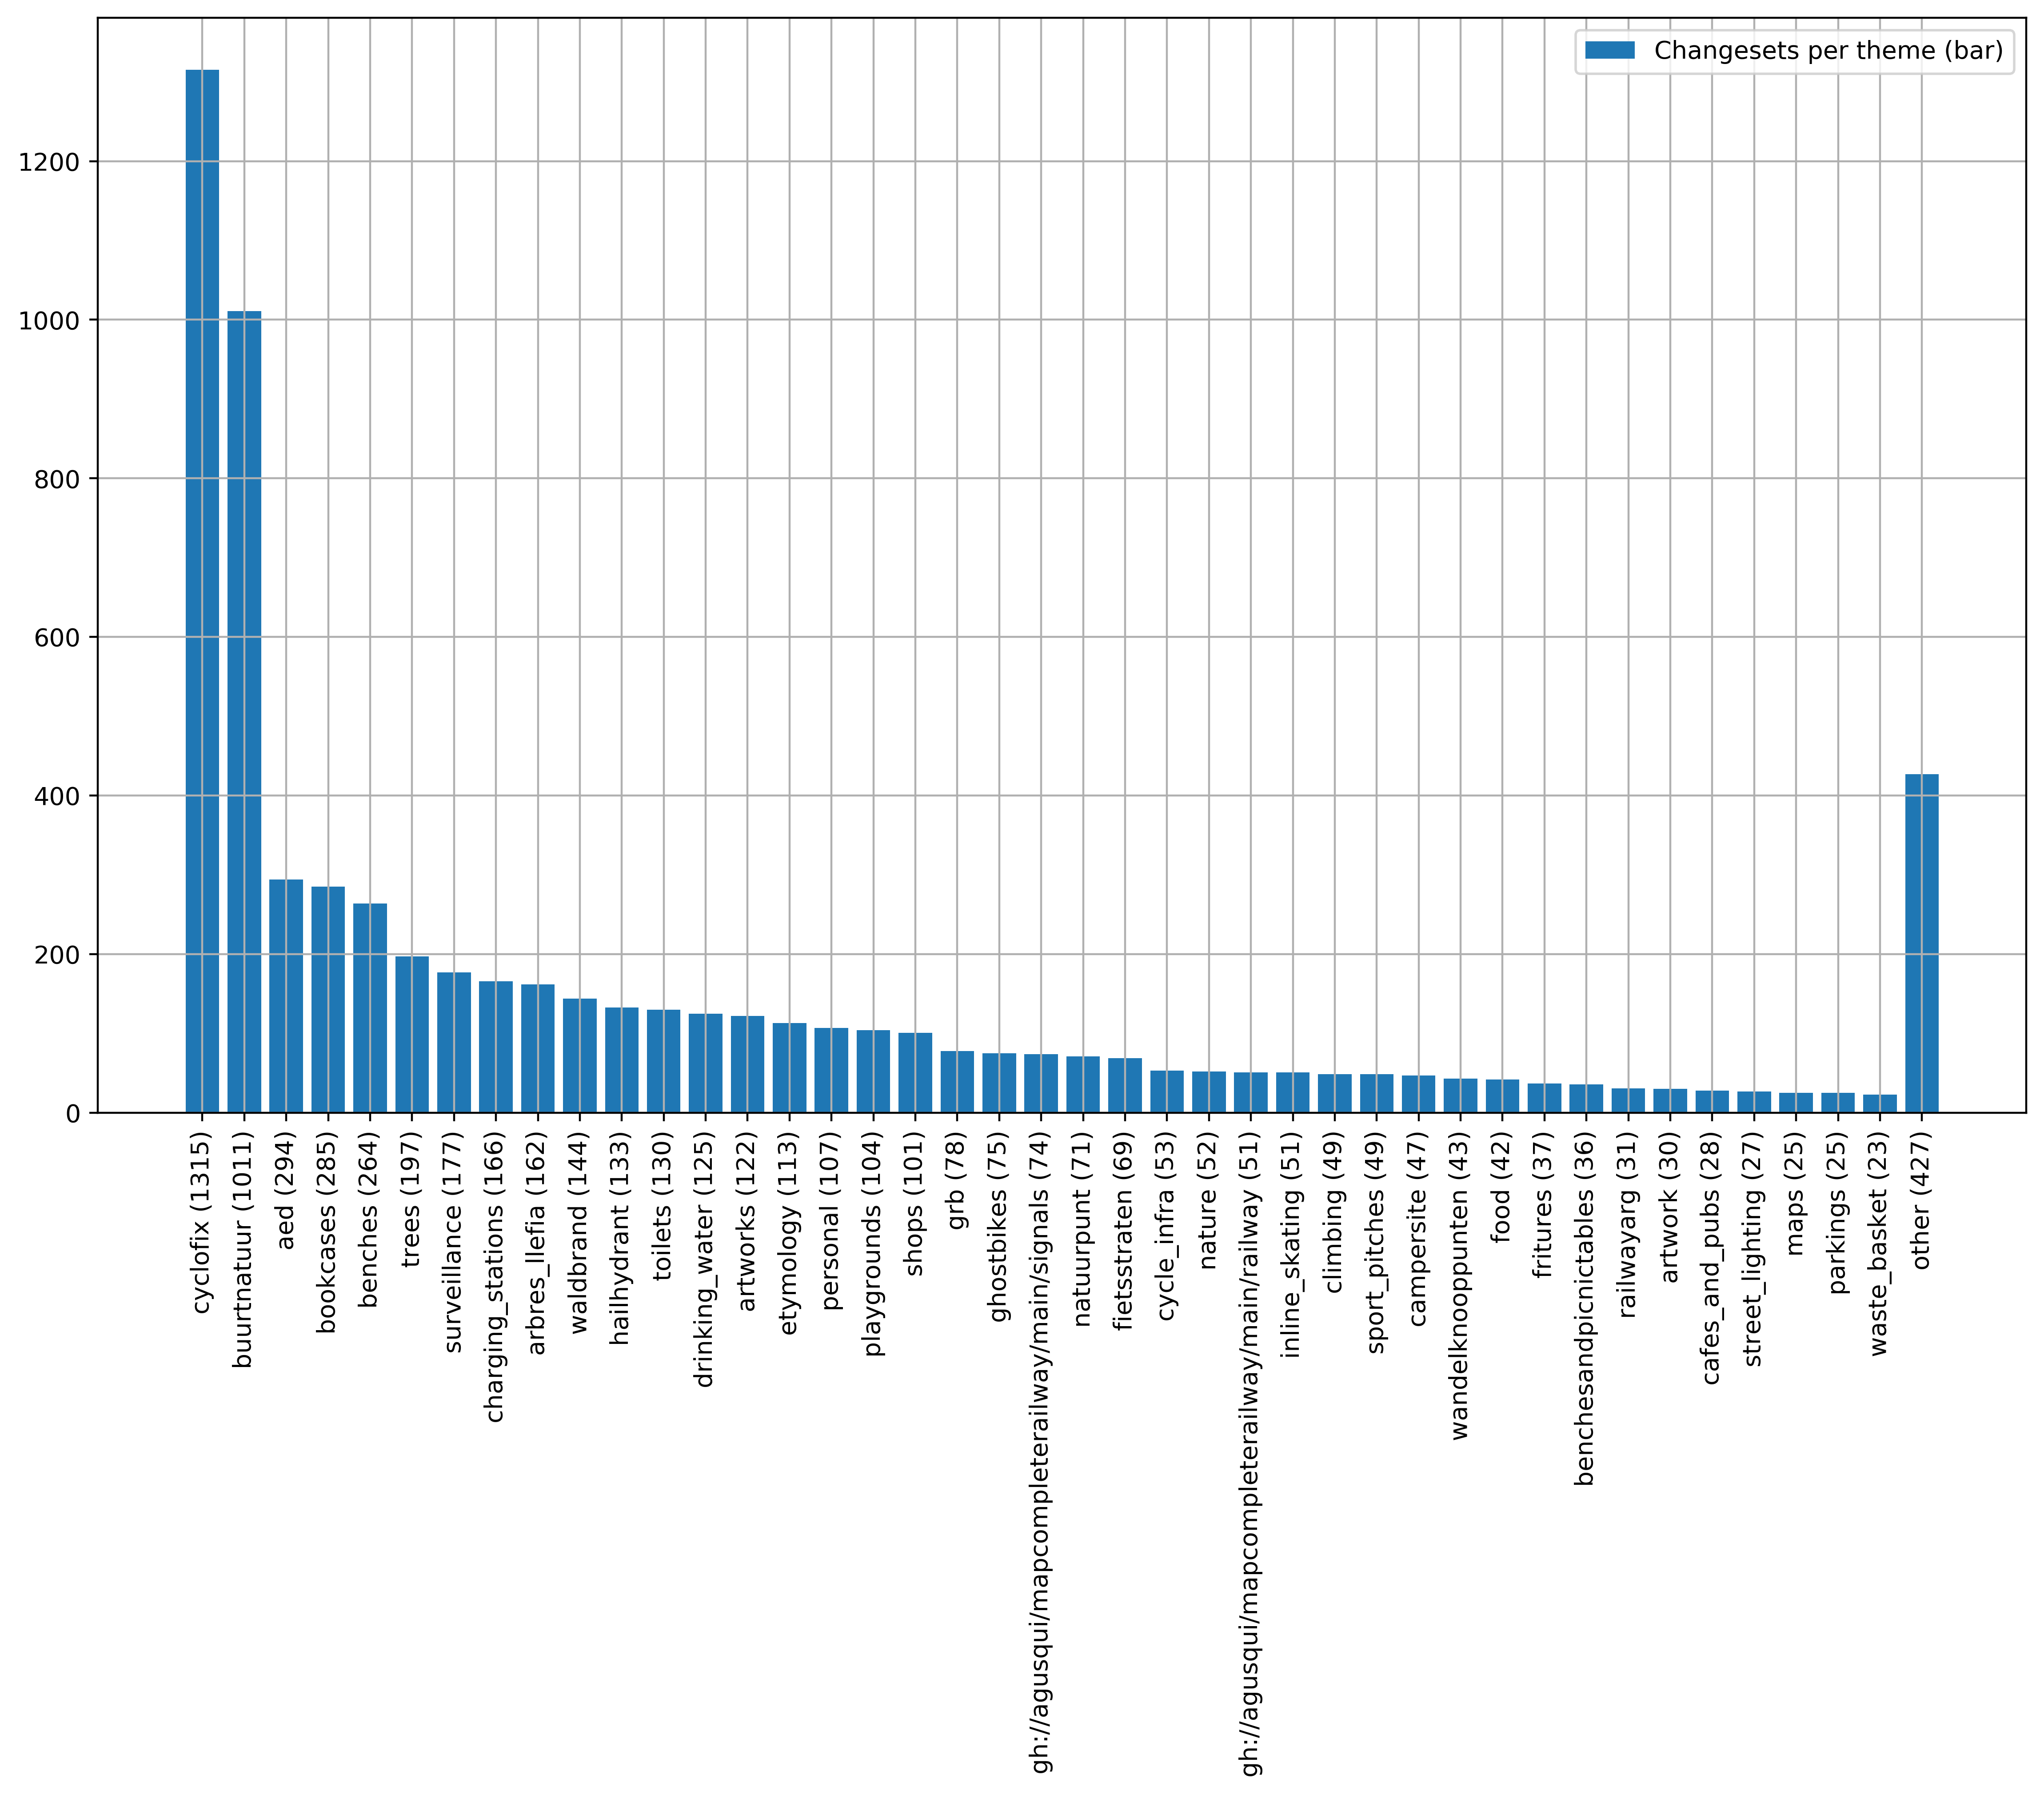 Changesets per theme (bar)
1200
1000
800
600
400
200
0
cyclofix (1315)
buurtnatuur (1011)
aed (294)
bookcases (285)
benches (264)
trees (197)
surveillance (177)
charging_stations (166)
arbres_llefia (162)
waldbrand (144)
hailhydrant (133)
toilets (130)
drinking_water (125)
artworks (122)
etymology (113)
personal (107)
playgrounds (104)
shops (101)
grb (78)
ghostbikes (75)
gh://agusqui/mapcompleterailway/main/signals (74)
natuurpunt (71)
fietsstraten (69)
cycle_infra (53)
nature (52)
gh://agusqui/mapcompleterailway/main/railway (51)
inline_skating (51)
climbing (49)
sport_pitches (49)
campersite (47)
wandelknooppunten (43)
food (42)
fritures (37)
benchesandpicnictables (36)
railwayarg (31)
artwork (30)
cafes_and_pubs (28)
street_lighting (27)
maps (25)
parkings (25)
waste_basket (23)
other (427)